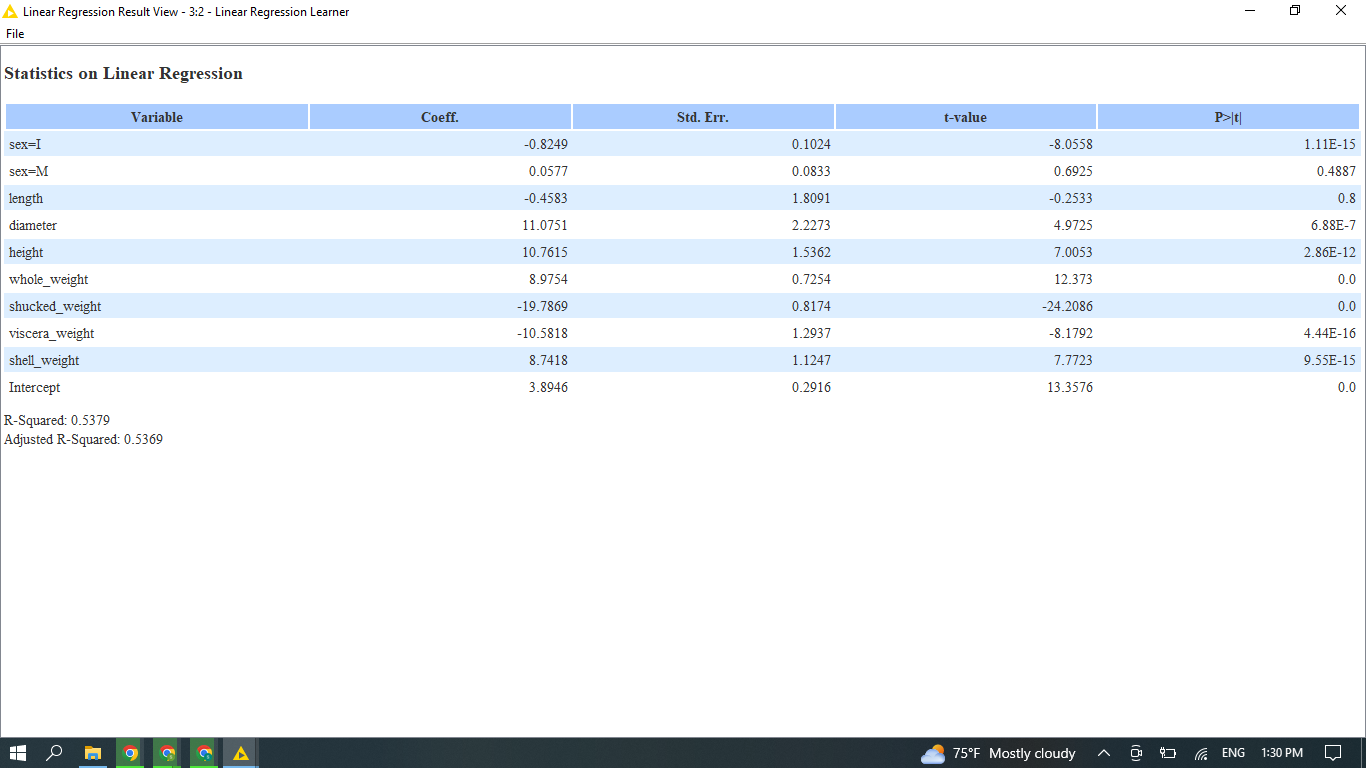 Linear Regression Result View - 3:2 - Linear Regression Learner
File
Statistics on Linear Regression
Variable Coeff. Std. Err. t-value P>|t|
sex=I -0.8249 0.1024 -8.0558 1.11E-15
sex=M 0.0577 0.0833 0.6925 0.4887
length -0.4583 1.8091 -0.2533 0.8
diameter 11.0751 2.2273 4.9725 6.88E-7
height 10.7615 1.5362 7.0053 2.86E-12
whole_weight 8.9754 0.7254 12.373 0.0
shucked_weight -19.7869 0.8174 -24.2086 0.0
viscera_weight -10.5818 1.2937 -8.1792 4.44E-16
shell_weight 8.7418 1.1247 7.7723 9.55E-15
Intercept 3.8946 0.2916 13.3576 0.0
R-Squared: 0.5379
Adjusted R-Squared: 0.5369
75°F Mostly cloudy ENG 1:30 PM